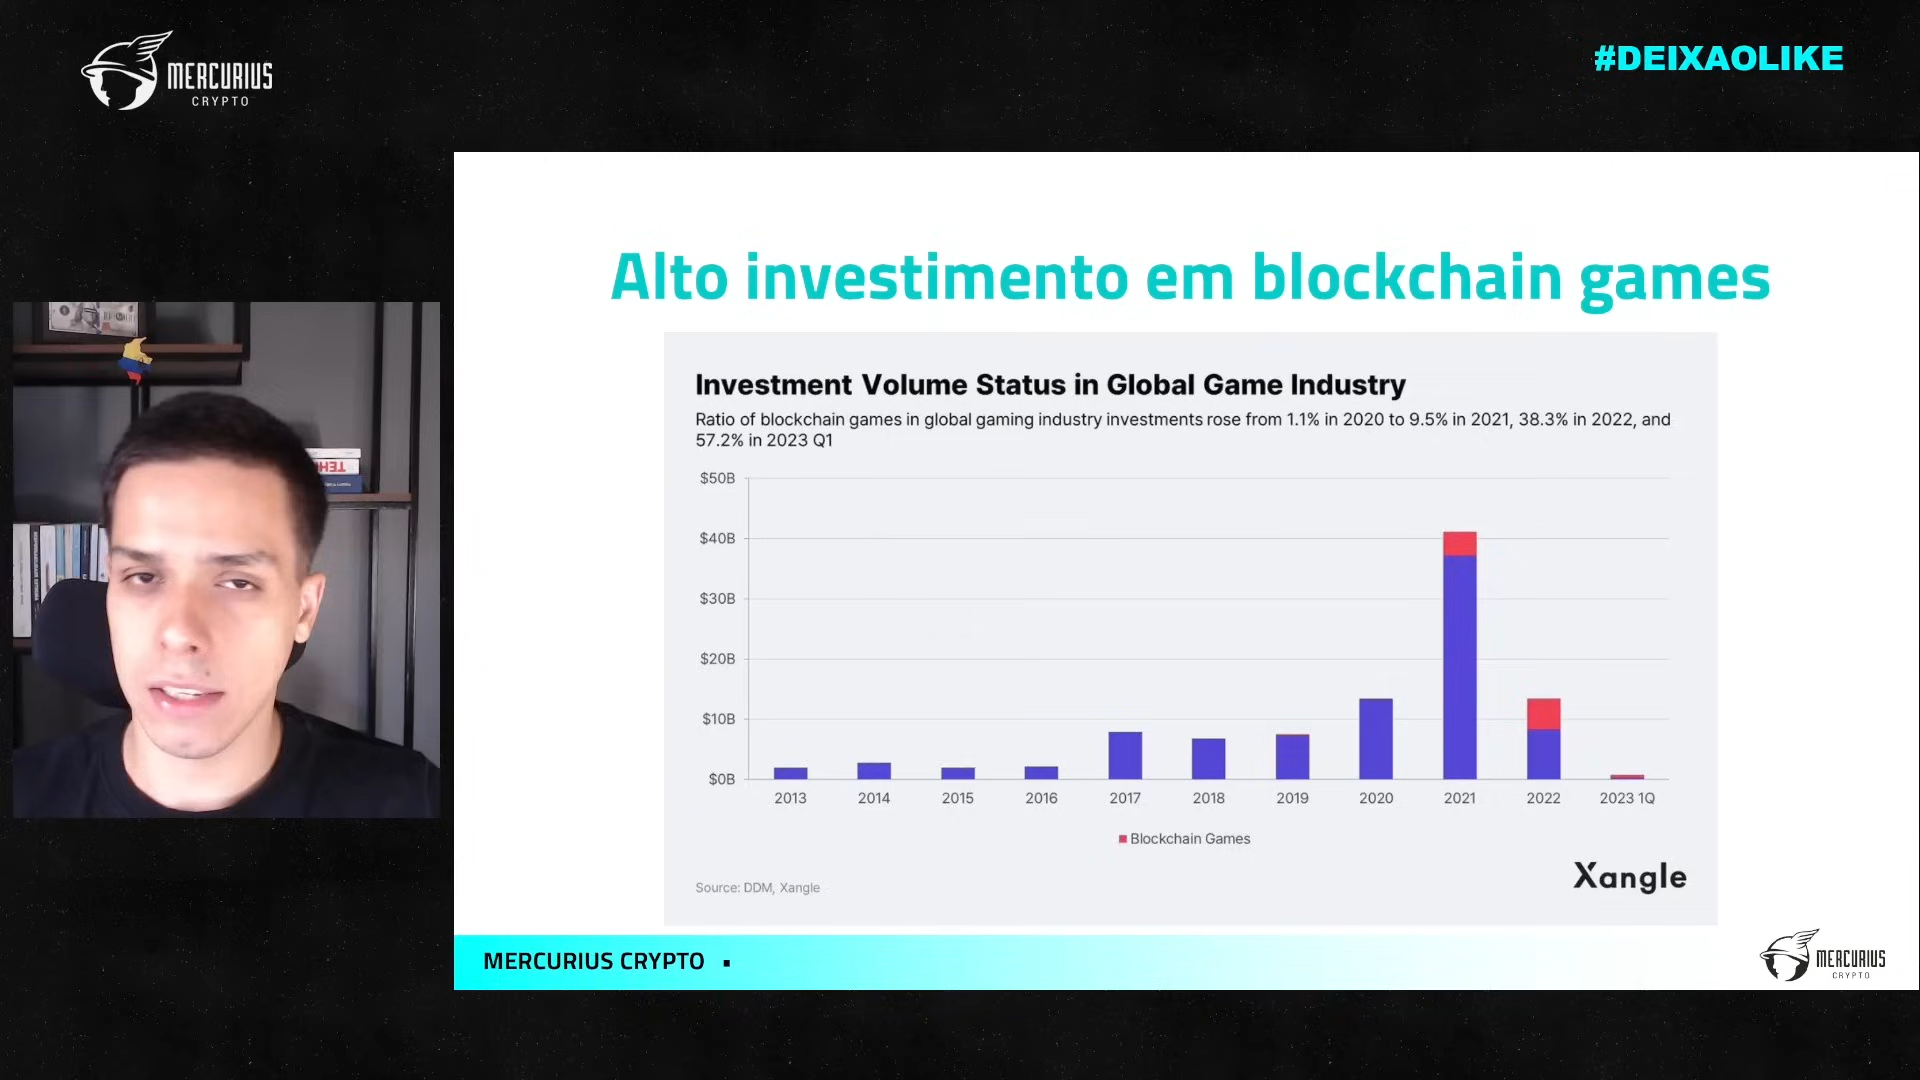 MERCURIUS
CRYPTO
#DEIXAOLIKE
Alto investimento em blockchain games
Investment Volume Status in Global Game Industry
Ratio of blockchain games in global gaming industry investments rose from 1.1% in 2020 to 9.5% in 2021, 38.3% in 2022, and
57.2% in 2023 Q1
$50B
$40B
$30B
$20B
$10B
$0B
2013 2014 2015 2016 2017 2018 2019 2020 2021 2022 2023 1Q
Blockchain Games
Source: DDM, Xangle
Xangle
MERCURIUS CRYPTO
MERCURIUS
CRYPTO